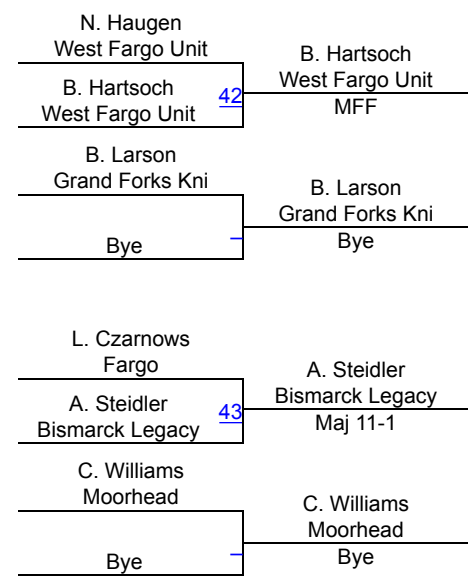 N. Haugen
West Fargo Unit
B. Hartsoch
West Fargo Unit
42
B. Hartsoch
West Fargo Unit
MFF
B. Larson
Grand Forks Kni
Bye
B. Larson
Grand Forks Kni
Bye
L. Czarnows
Fargo
A. Steidler
Bismarck Legacy
43
A. Steidler
Bismarck Legacy
Maj 11-1
C. Williams
Moorhead
Bye
C. Williams
Moorhead
Bye